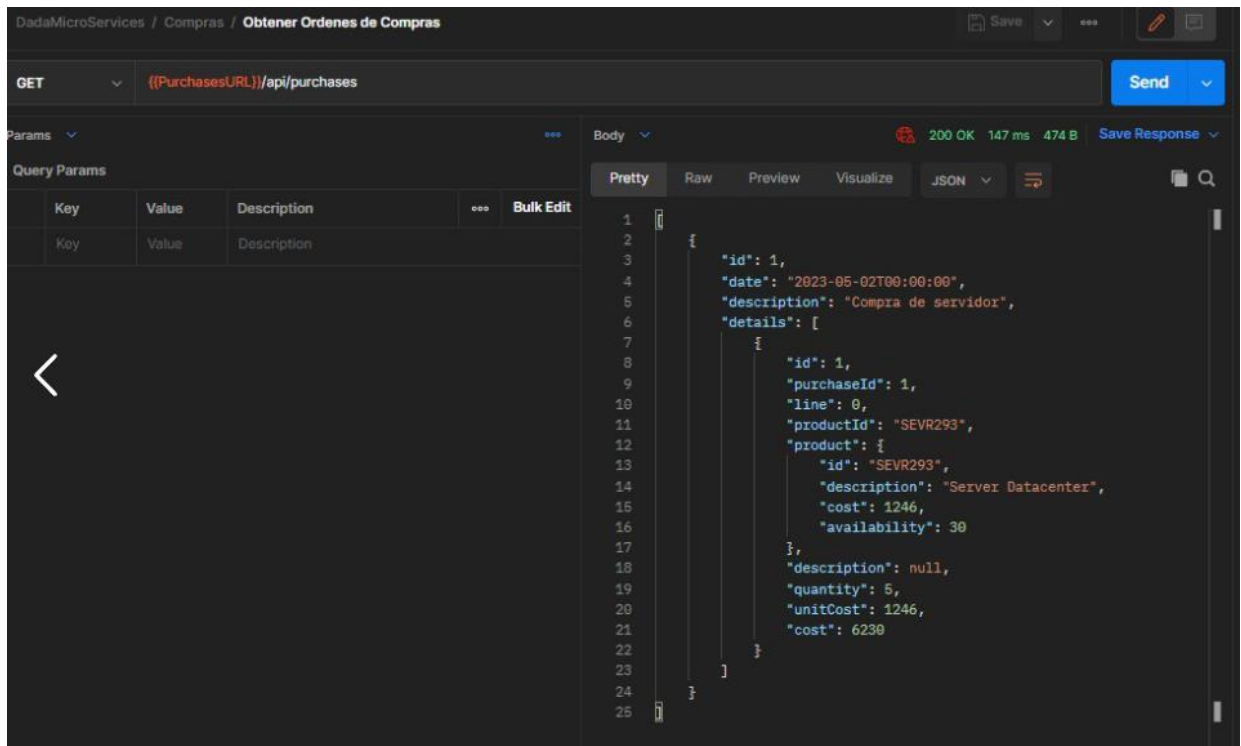 DadaMicroServices / Compras / Obtener Ordenes de Compras
Save
GET
{{PurchasesURL}}/api/purchases
Send
Params
Body
200 OK 147 ms 474 B
Save Response
Query Params
Pretty Raw Preview Visualize JSON
Key Value Description Bulk Edit
Key Value Description
1 [
2 {
3 "id": 1,
4 "date": "2023-05-02T00:00:00",
5 "description": "Compra de servidor",
6 "details": [
7 {
8 "id": 1,
9 "purchaseId": 1,
10 "line": 0,
11 "productId": "SEVR293",
12 "product": {
13 "id": "SEVR293",
14 "description": "Server Datacenter",
15 "cost": 1246,
16 "availability": 30
17 },
18 "description": null,
19 "quantity": 5,
20 "unitCost": 1246,
21 "cost": 6230
22 }
23 ]
24 }
25 ]